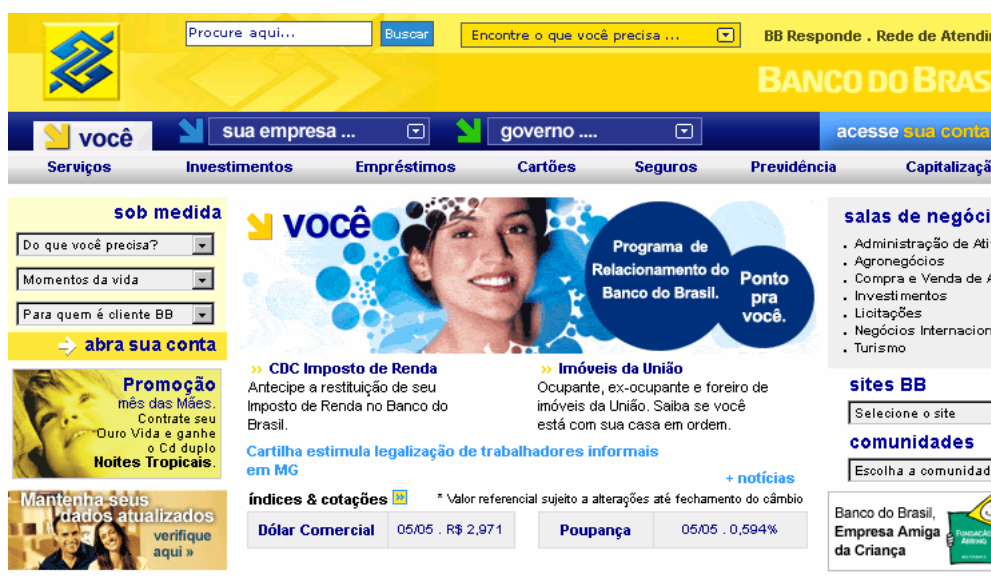 Procure aqui...
Buscar
Encontre o que você precisa ...
BB Responde . Rede de Atendi
BANCO DO BRAS
você
sua empresa ...
governo ....
acesse sua conta
Serviços
Investimentos
Empréstimos
Cartões
Seguros
Previdência
Capitalizaçã
sob medida
Do que você precisa?
Momentos da vida
Para quem é cliente BB
abra sua conta
Promoção
mês das Mães.
Contrate seu
Ouro Vida e ganhe
o Cd duplo
Noites Tropicais.
Mantenha seus
dados atualizados
verifique
aqui »
você
Programa de
Relacionamento do
Banco do Brasil.
Ponto
pra
você.
» CDC Imposto de Renda
Antecipe a restituição de seu
Imposto de Renda no Banco do
Brasil.
» Imóveis da União
Ocupante, ex-ocupante e foreiro de
imóveis da União. Saiba se você
está com sua casa em ordem.
Cartilha estimula legalização de trabalhadores informais
em MG
+ notícias
índices & cotações »
* Valor referencial sujeito a alterações até fechamento do câmbio
Dólar Comercial 05/05 . R$ 2,971
Poupança 05/05 . 0,594%
salas de negóci
. Administração de Ati
. Agronegócios
. Compra e Venda de A
. Investimentos
. Licitações
. Negócios Internacion
. Turismo
sites BB
Selecione o site
comunidades
Escolha a comunidad
Banco do Brasil,
Empresa Amiga
da Criança
FUNDAÇÃO
ABRINQ